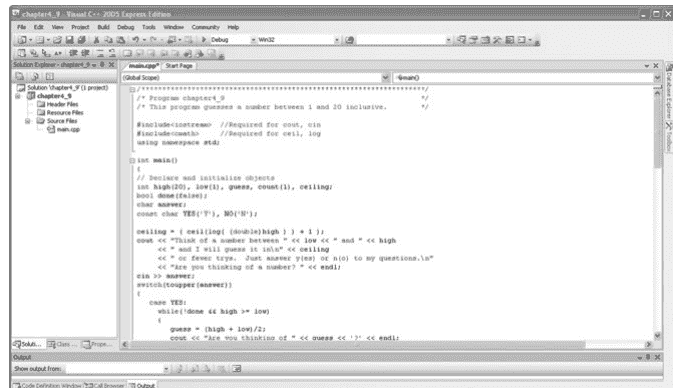 chapter4_9 - Visual C++ 2005 Express Edition
File Edit View Project Build Debug Tools Window Community Help
Debug Win32
Solution Explorer - chapter4_9
main.cpp* Start Page
(Global Scope) main()
Solution 'chapter4_9' (1 project)
chapter4_9
Header Files
Resource Files
Source Files
main.cpp
/******************************************************************/
/* Program chapter4_9 */
/* This program guesses a number between 1 and 20 inclusive. */
#include<iostream> //Required for cout, cin
#include<cmath> //Required for ceil, log
using namespace std;
int main()
{
// Declare and initialize objects
int high(20), low(1), guess, count(1), ceiling;
bool done(false);
char answer;
const char YES('Y'), NO('N');
ceiling = ( ceil(log( (double)high ) ) + 1 );
cout << "Think of a number between " << low << " and " << high
<< " and I will guess it in\n" << ceiling
<< " or fever trys. Just answer y(es) or n(o) to my questions.\n"
<< "Are you thinking of a number? " << endl;
cin >> answer;
switch(toupper(answer))
{
case YES:
while(!done && high >= low)
{
guess = (high + low)/2;
cout << "Are you thinking of " << guess << '?' << endl;
Database Explorer
Toolbox
Soluti... Class ... Prope...
Output
Show output from:
Code Definition Window Call Browser Output